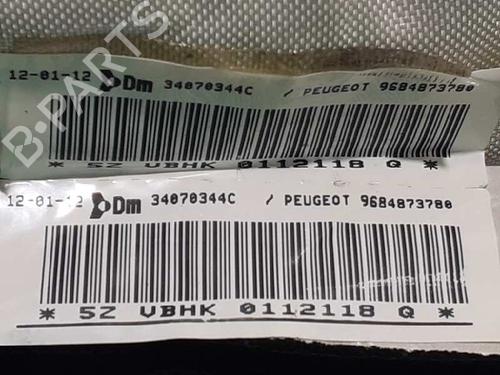 B-PARTS
12-01-12 Dm 34070344C / PEUGEOT 9684873780
* 5Z VBHK 0112118 Q *
12-01-12 Dm 34070344C / PEUGEOT 9684873780
* 5Z VBHK 0112118 Q *